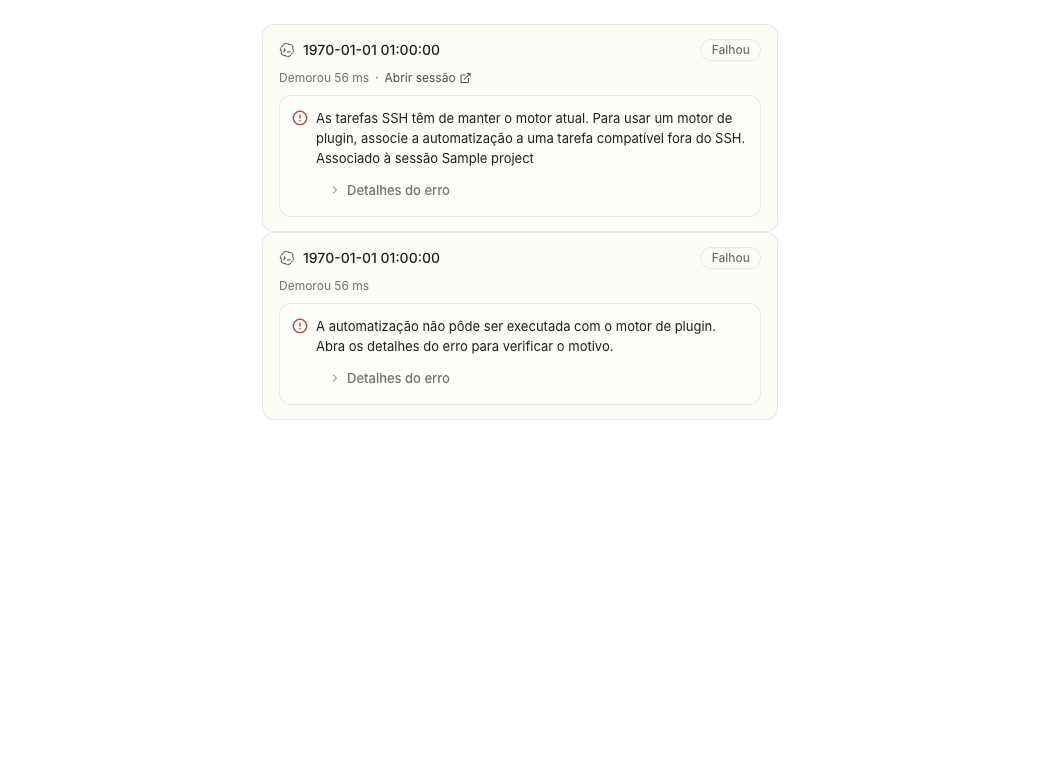 1970-01-01 01:00:00
Falhou
Demorou 56 ms · Abrir sessão
As tarefas SSH têm de manter o motor atual. Para usar um motor de
plugin, associe a automatização a uma tarefa compatível fora do SSH.
Associado à sessão Sample project
Detalhes do erro
1970-01-01 01:00:00
Falhou
Demorou 56 ms
A automatização não pôde ser executada com o motor de plugin.
Abra os detalhes do erro para verificar o motivo.
Detalhes do erro